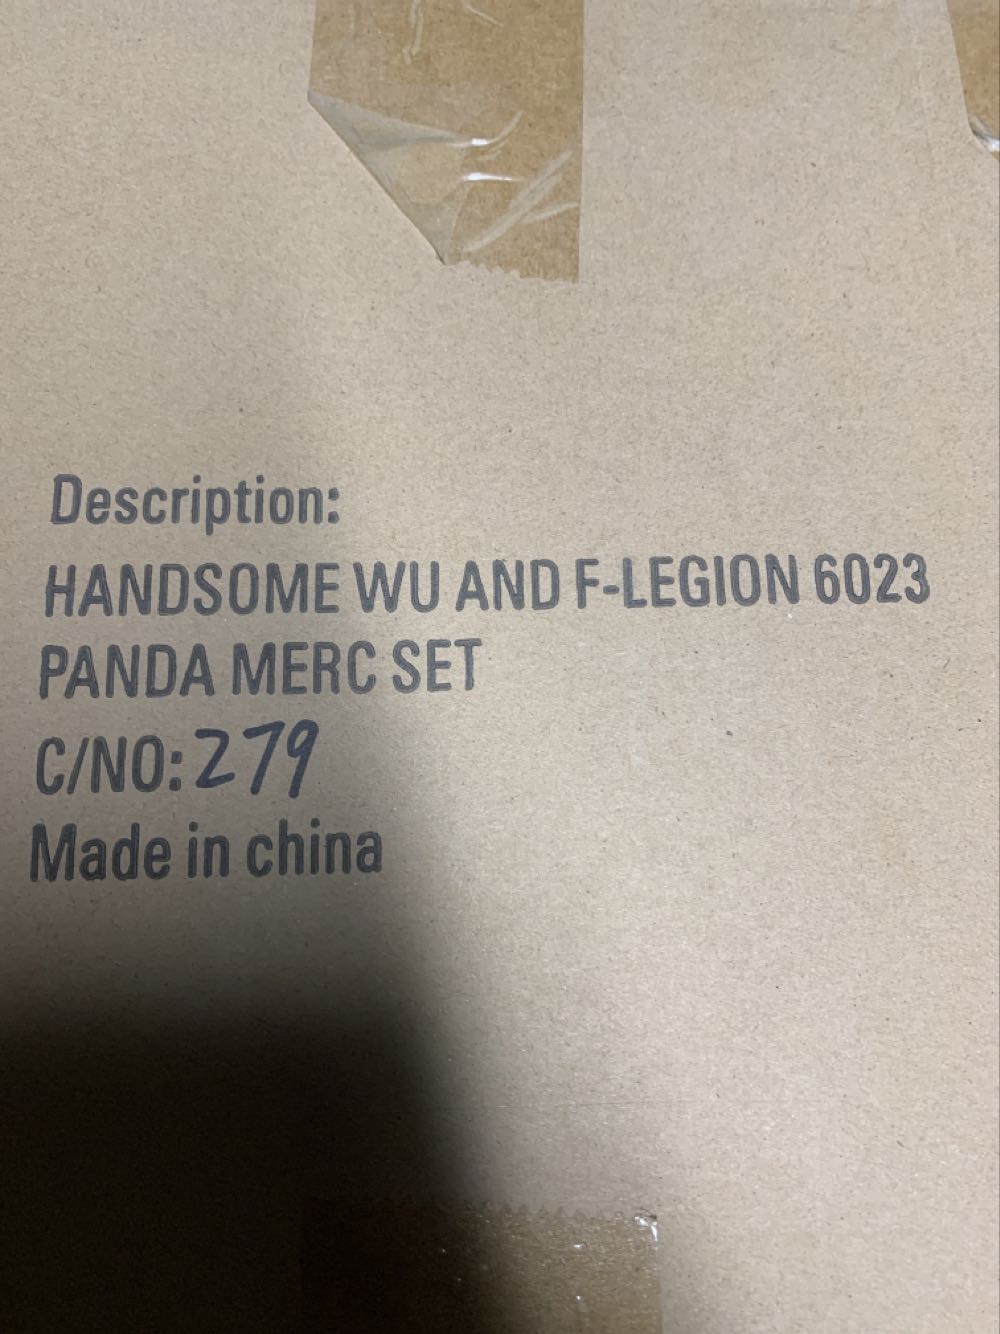 Description:
HANDSOME WU AND F-LEGION 6023
PANDA MERC SET
C/NO: 279
Made in china